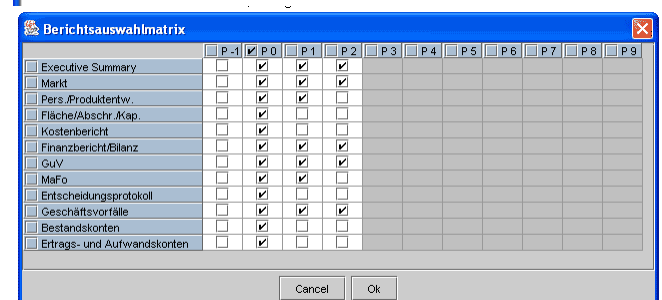 Berichtsauswahlmatrix
P -1 P 0 P 1 P 2 P 3 P 4 P 5 P 6 P 7 P 8 P 9
Executive Summary
Markt
Pers./Produktentw.
Fläche/Abschr./Kap.
Kostenbericht
Finanzbericht/Bilanz
GuV
MaFo
Entscheidungsprotokoll
Geschäftsvorfälle
Bestandskonten
Ertrags- und Aufwandskonten
Cancel Ok